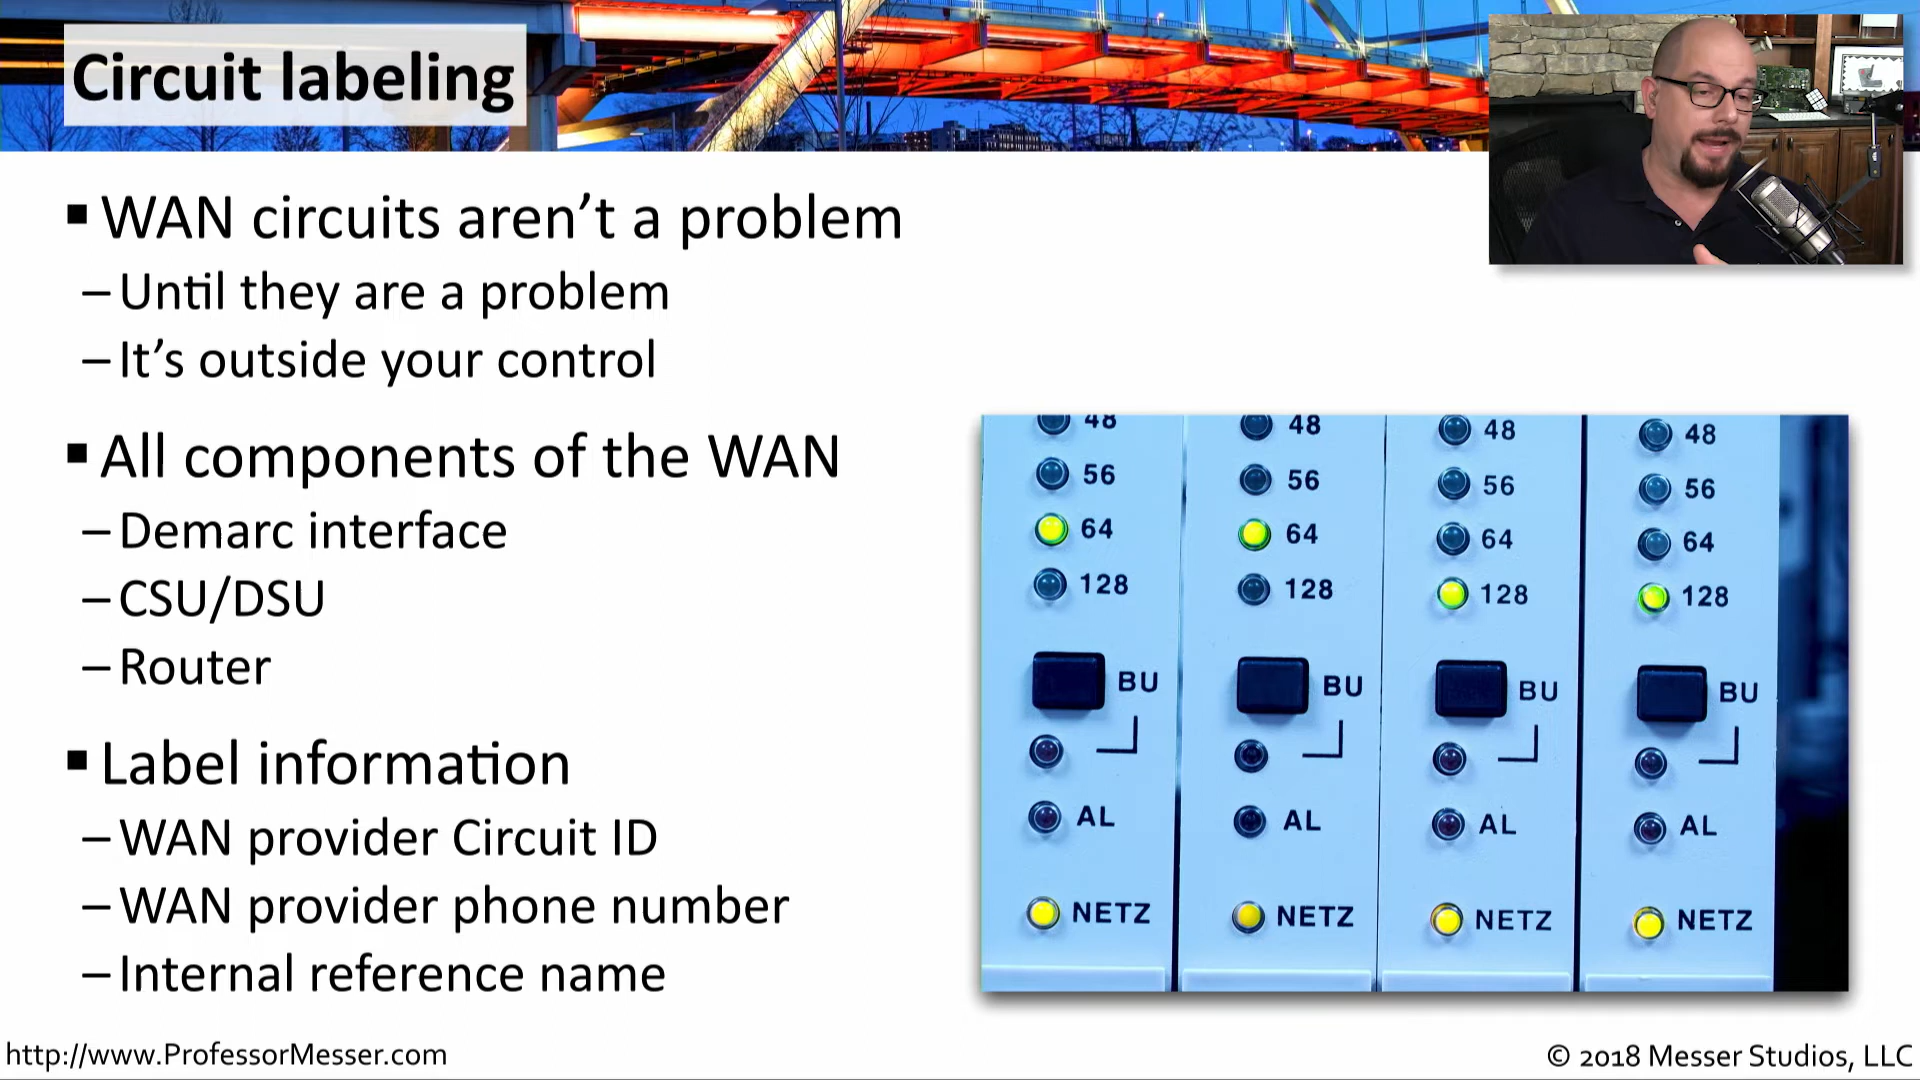 Circuit labeling
▪ WAN circuits aren’t a problem
– Until they are a problem
– It’s outside your control
▪ All components of the WAN
– Demarc interface
– CSU/DSU
– Router
▪ Label information
– WAN provider Circuit ID
– WAN provider phone number
– Internal reference name
48 48 48 48
56 56 56 56
64 64 64 64
128 128 128 128
BU BU BU BU
AL AL AL AL
NETZ NETZ NETZ NETZ
http://www.ProfessorMesser.com
© 2018 Messer Studios, LLC